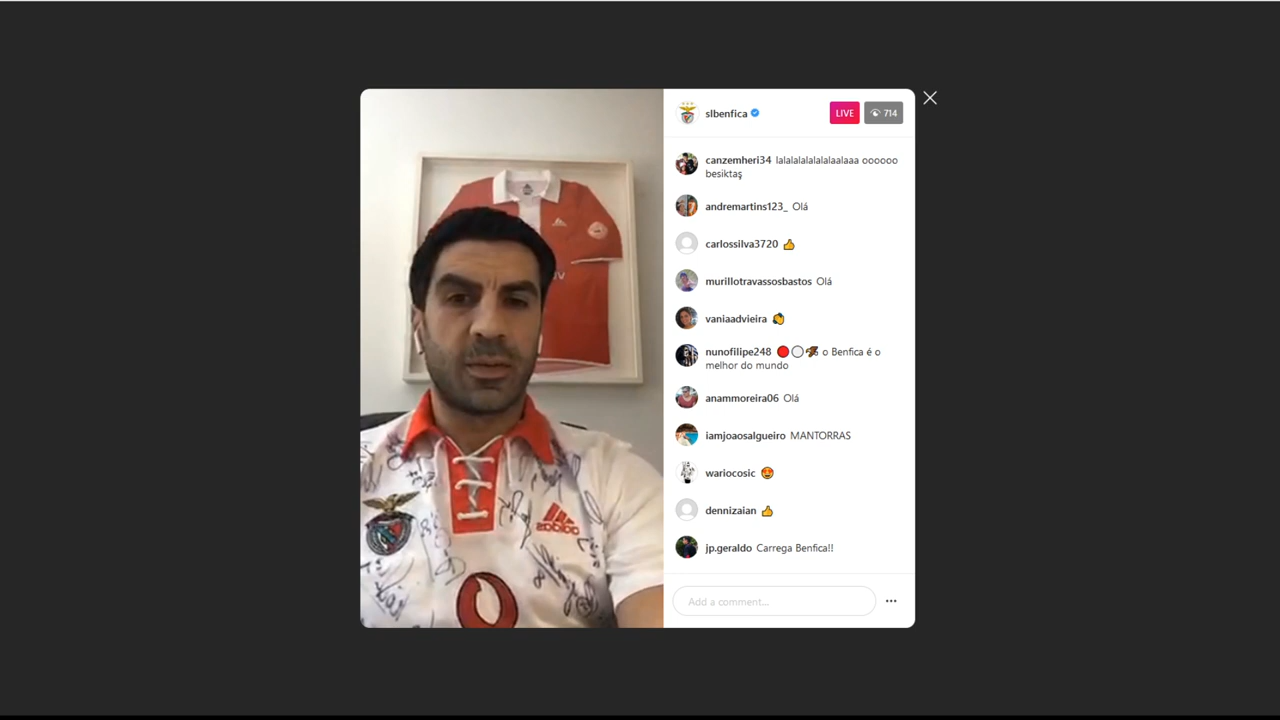 slbenfica
LIVE
714
canzemheri34 lalalalalalalalaalaaa oooooo
besiktaş
andremartins123_ Olá
carlossilva3720 👍
murillotravassosbastos Olá
vaniaadvieira 👏
nunofilipe248 🔴⚪🦅 o Benfica é o
melhor do mundo
anammoreira06 Olá
iamjoaosalgueiro MANTORRAS
wariocosic 😍
dennizaian 👍
jp.geraldo Carrega Benfica!!
Add a comment...
adidas